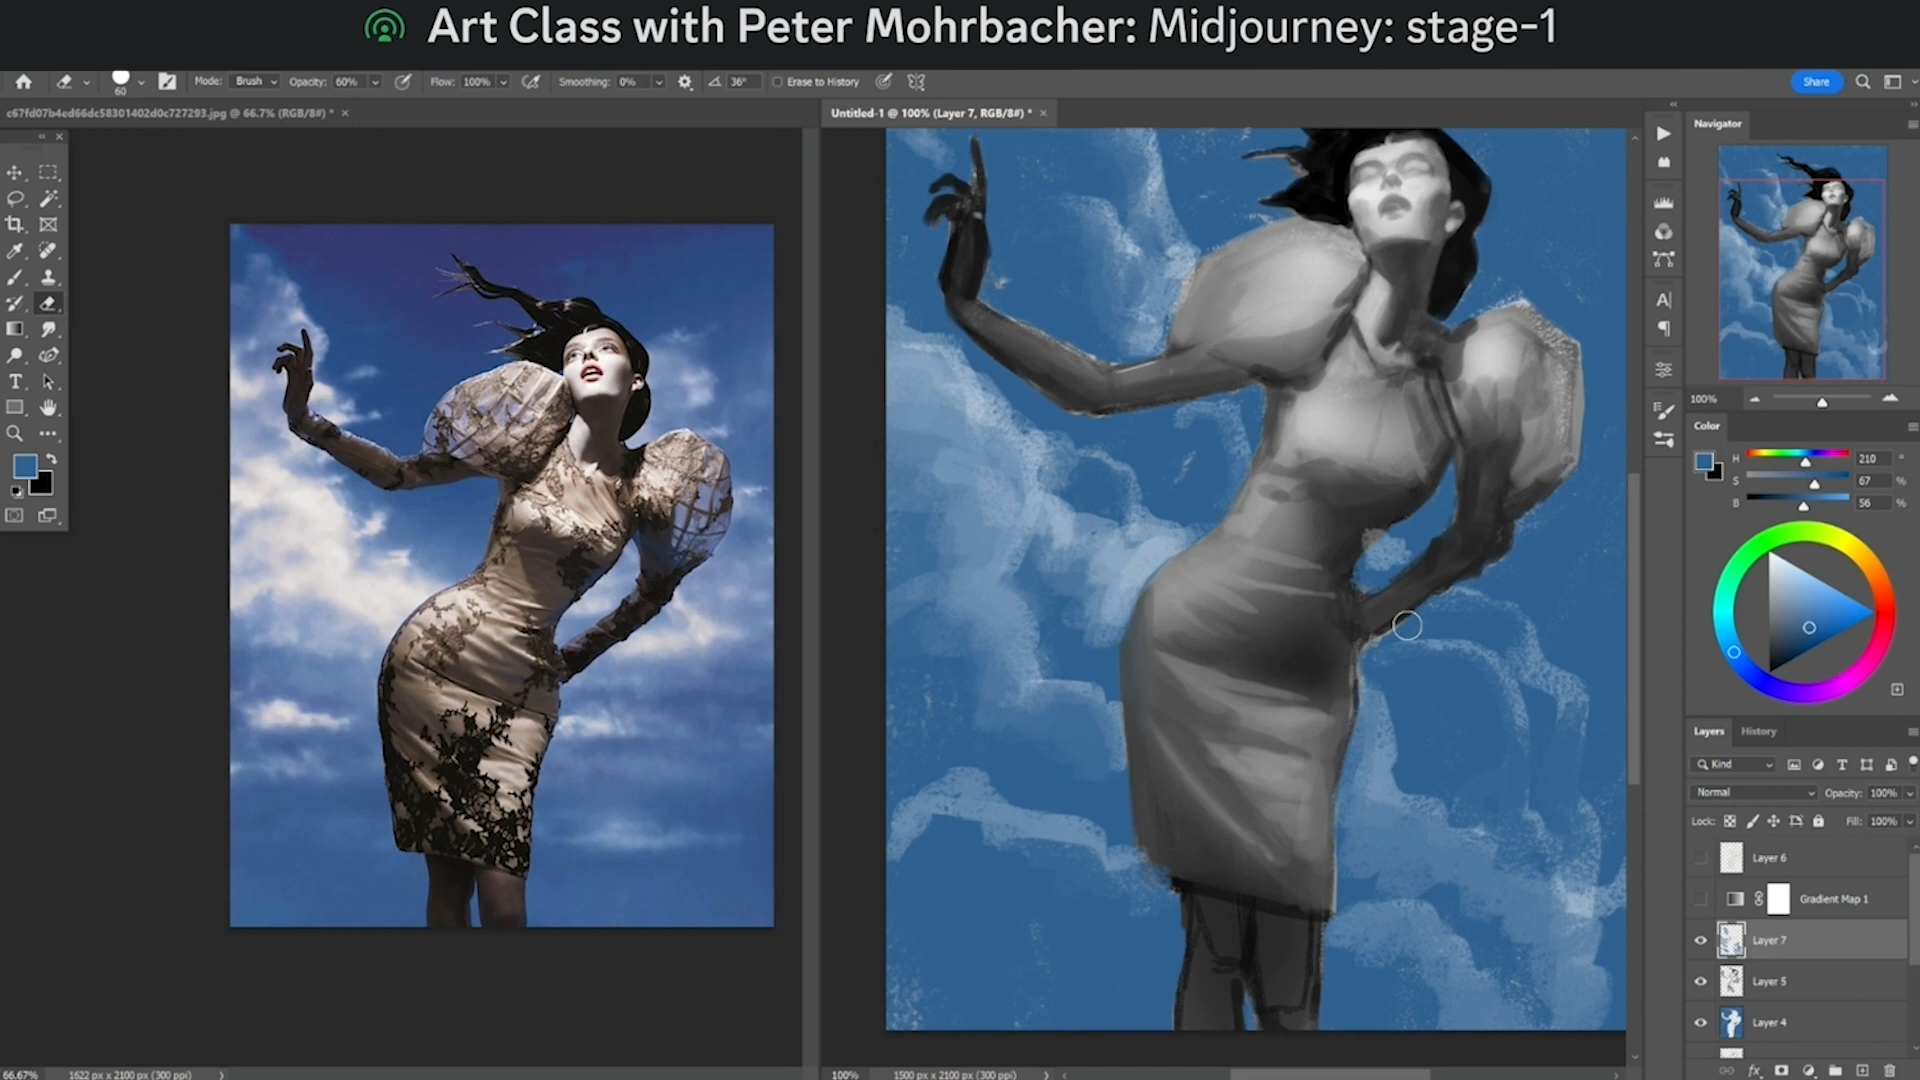 Art Class with Peter Mohrbacher: Midjourney: stage-1
60
Mode: Brush Opacity: 60% Flow: 100% Smoothing: 0% 36° Erase to History
Share
c67fd07b4ed66dc58301402d0c727293.jpg @ 66.7% (RGB/8#) * ×
Untitled-1 @ 100% (Layer 7, RGB/8#) * ×
Navigator
100%
Color
H 210 °
S 67 %
B 56 %
Layers History
Kind
Normal Opacity: 100%
Lock: Fill: 100%
Layer 6
Gradient Map 1
Layer 7
Layer 5
Layer 4
fx
66.67% 1622 px x 2100 px (300 ppi)
100% 1500 px x 2100 px (300 ppi)